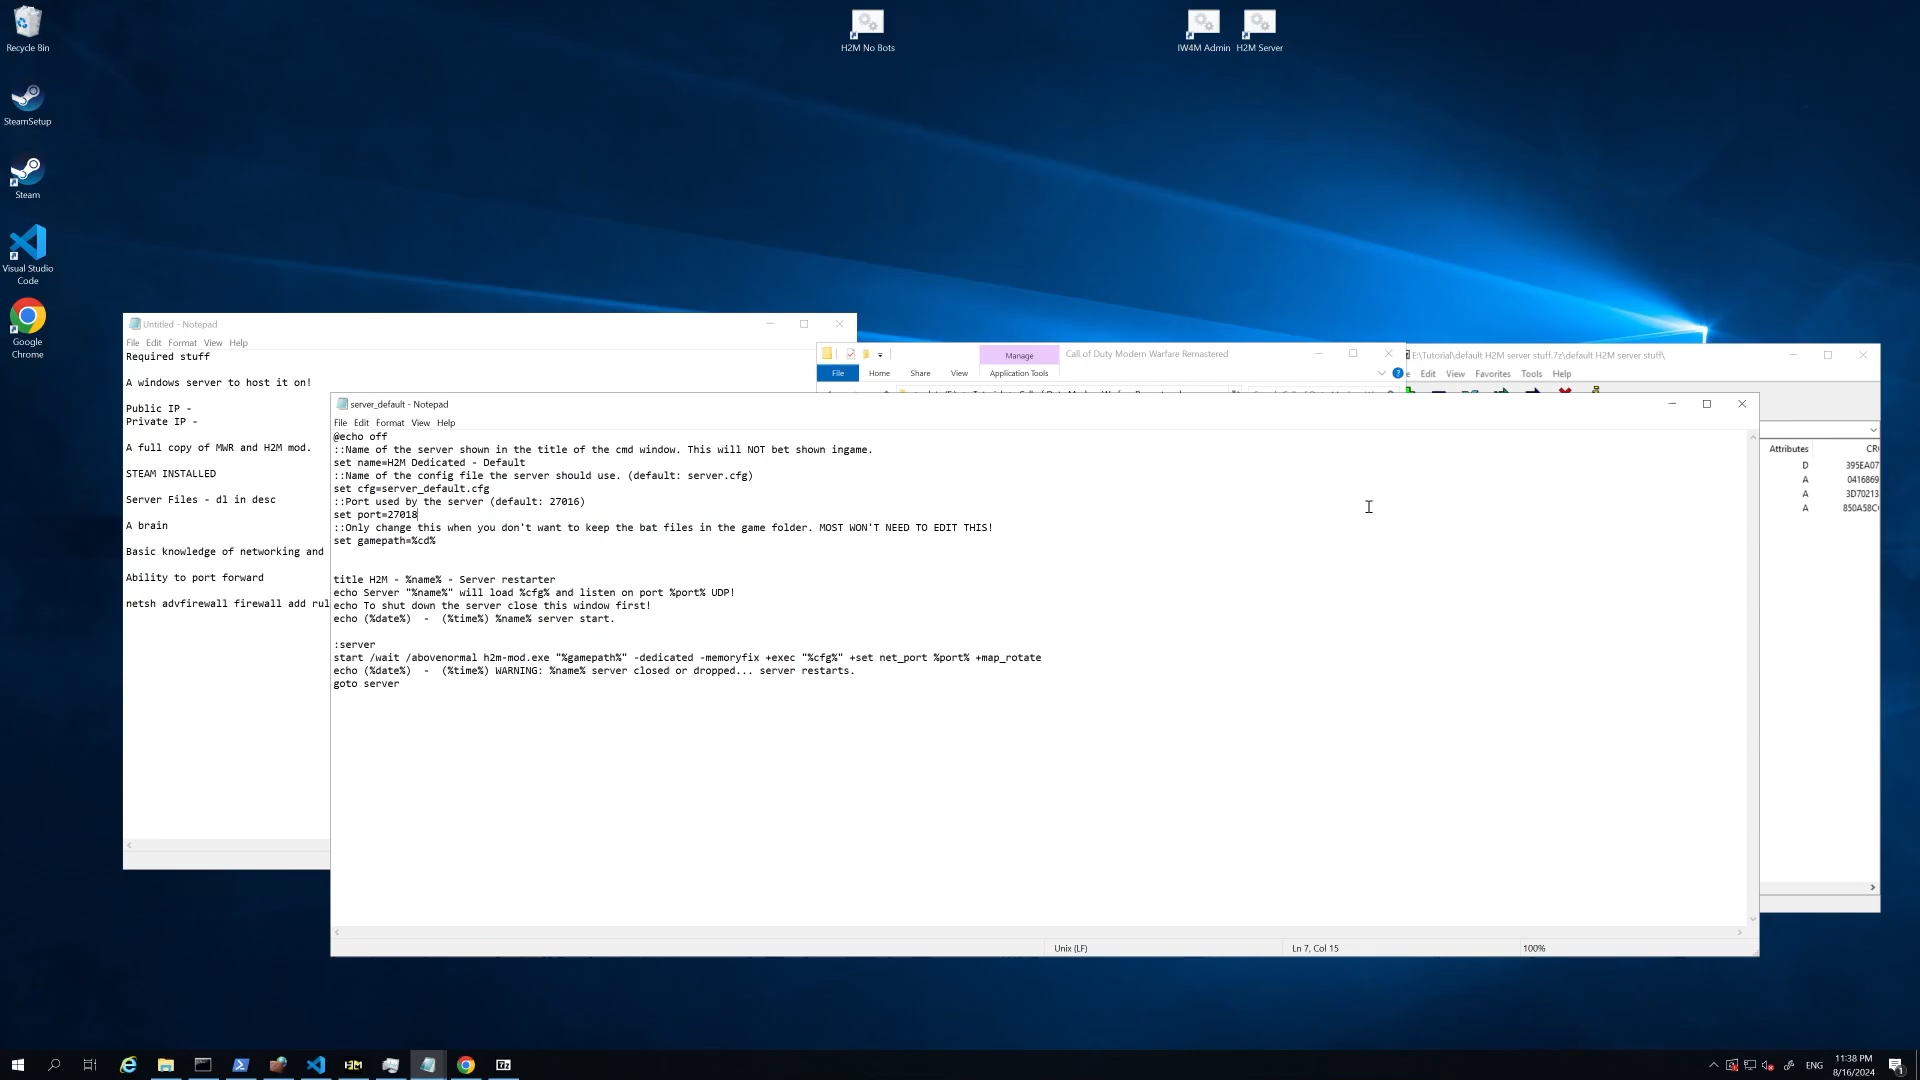 Recycle Bin
SteamSetup
Steam
Visual Studio
Code
Google
Chrome
H2M No Bots
IW4M Admin
H2M Server
Untitled - Notepad
File Edit Format View Help
Required stuff
A windows server to host it on!
Public IP -
Private IP -
A full copy of MWR and H2M mod.
STEAM INSTALLED
Server Files - dl in desc
A brain
Basic knowledge of networking and
Ability to port forward
netsh advfirewall firewall add rul
Manage
Call of Duty Modern Warfare Remastered
File Home Share View Application Tools
E:\Tutorial\default H2M server stuff.7z\default H2M server stuff\
Edit View Favorites Tools Help
Attributes
D 395EA07
A 0416869
A 3D70213
A 850A58C
server_default - Notepad
File Edit Format View Help
@echo off
::Name of the server shown in the title of the cmd window. This will NOT bet shown ingame.
set name=H2M Dedicated - Default
::Name of the config file the server should use. (default: server.cfg)
set cfg=server_default.cfg
::Port used by the server (default: 27016)
set port=27018
::Only change this when you don't want to keep the bat files in the game folder. MOST WON'T NEED TO EDIT THIS!
set gamepath=%cd%
title H2M - %name% - Server restarter
echo Server "%name%" will load %cfg% and listen on port %port% UDP!
echo To shut down the server close this window first!
echo (%date%)  -  (%time%) %name% server start.
:server
start /wait /abovenormal h2m-mod.exe "%gamepath%" -dedicated -memoryfix +exec "%cfg%" +set net_port %port% +map_rotate
echo (%date%)  -  (%time%) WARNING: %name% server closed or dropped... server restarts.
goto server
Unix (LF)
Ln 7, Col 15
100%
ENG
11:38 PM
8/16/2024